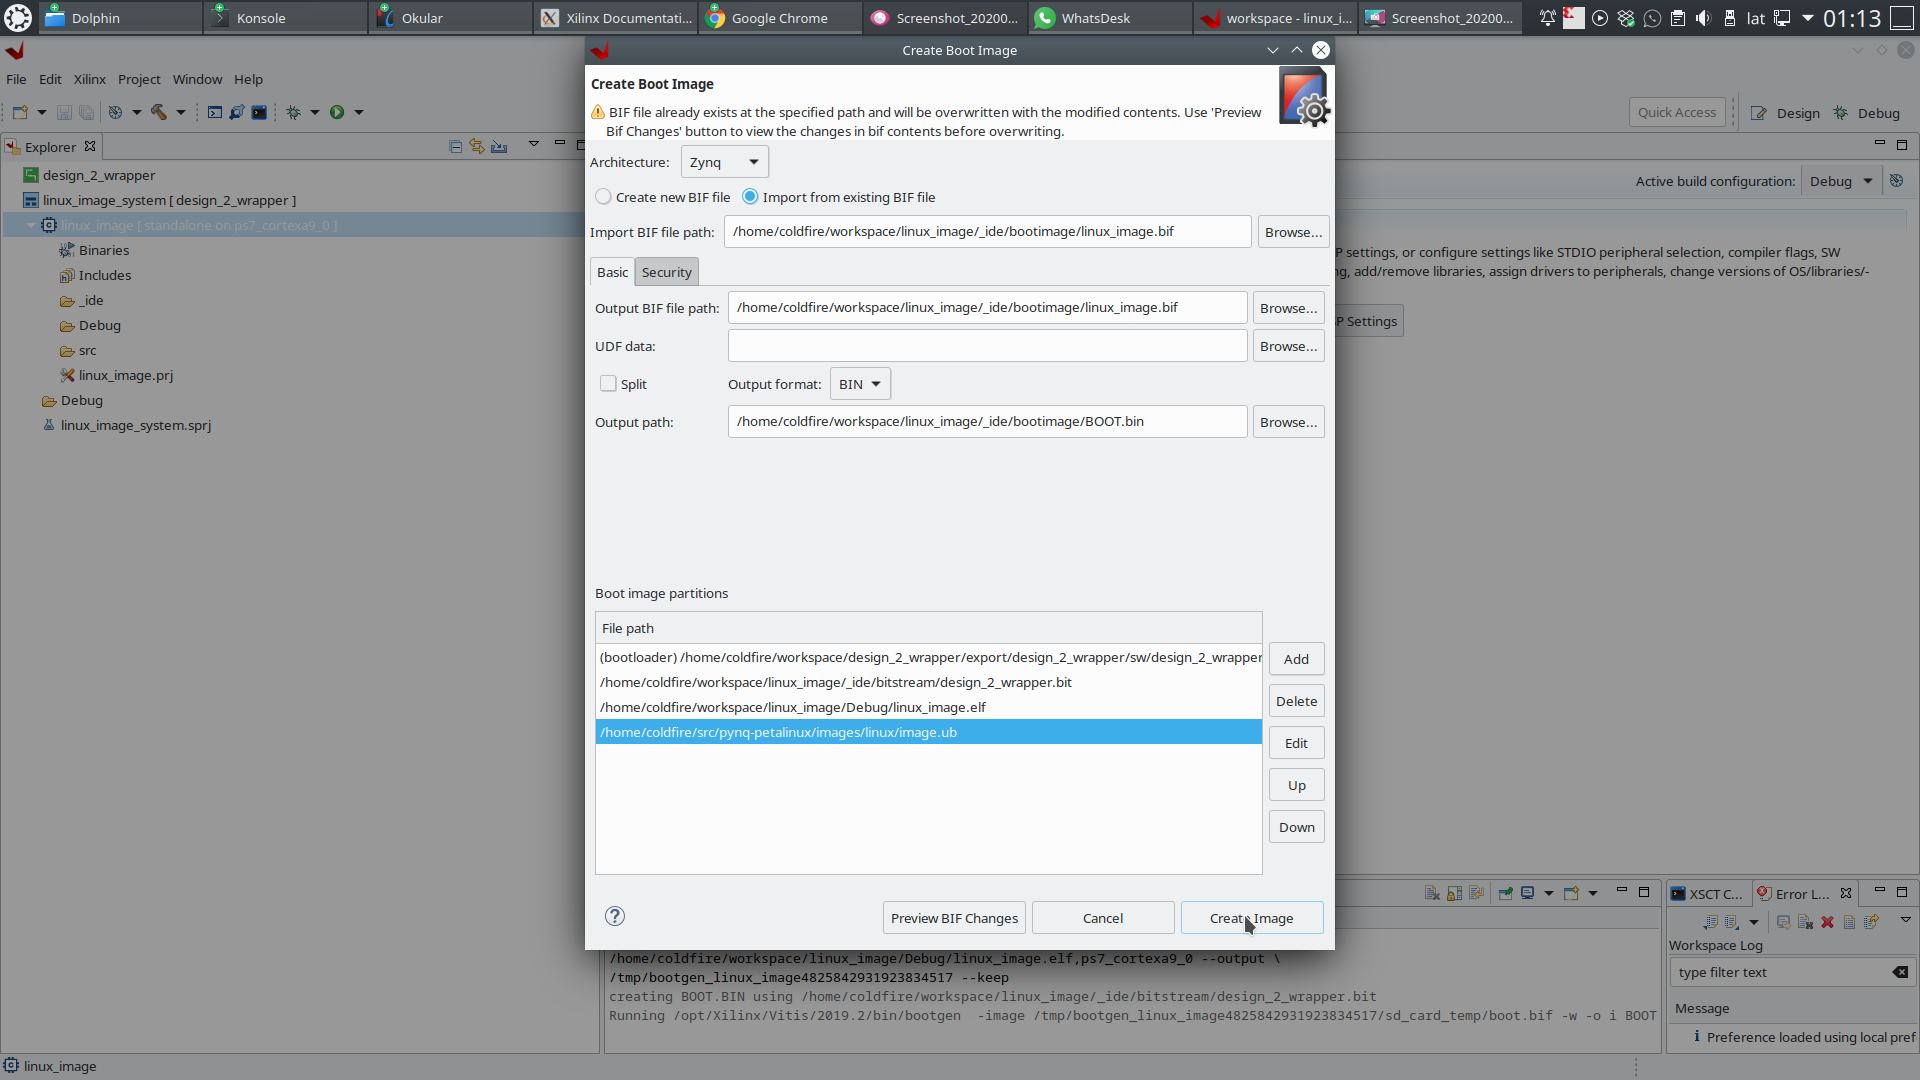 Dolphin
Konsole
Okular
Xilinx Documentati...
Google Chrome
Screenshot_20200...
WhatsDesk
workspace - linux_i...
Screenshot_20200...
lat
01:13
Create Boot Image
File Edit Xilinx Project Window Help
Create Boot Image
BIF file already exists at the specified path and will be overwritten with the modified contents. Use 'Preview
Bif Changes' button to view the changes in bif contents before overwriting.
Quick Access
Design
Debug
Explorer
Architecture: Zynq
design_2_wrapper
Active build configuration: Debug
Create new BIF file
Import from existing BIF file
linux_image_system [ design_2_wrapper ]
linux_image [ standalone on ps7_cortexa9_0 ]
Import BIF file path: /home/coldfire/workspace/linux_image/_ide/bootimage/linux_image.bif Browse...
Binaries
P settings, or configure settings like STDIO peripheral selection, compiler flags, SW
ng, add/remove libraries, assign drivers to peripherals, change versions of OS/libraries/-
Includes
Basic
Security
_ide
Output BIF file path: /home/coldfire/workspace/linux_image/_ide/bootimage/linux_image.bif Browse...
Debug
P Settings
src
UDF data: Browse...
linux_image.prj
Split
Output format: BIN
Debug
Output path: /home/coldfire/workspace/linux_image/_ide/bootimage/BOOT.bin Browse...
linux_image_system.sprj
Boot image partitions
File path
(bootloader) /home/coldfire/workspace/design_2_wrapper/export/design_2_wrapper/sw/design_2_wrapper
/home/coldfire/workspace/linux_image/_ide/bitstream/design_2_wrapper.bit
/home/coldfire/workspace/linux_image/Debug/linux_image.elf
/home/coldfire/src/pynq-petalinux/images/linux/image.ub
Add
Delete
Edit
Up
Down
Preview BIF Changes
Cancel
Create Image
XSCT C...
Error L...
Workspace Log
type filter text
Message
Preference loaded using local pref
/home/coldfire/workspace/linux_image/Debug/linux_image.elf,ps7_cortexa9_0 --output \
/tmp/bootgen_linux_image4825842931923834517 --keep
creating BOOT.BIN using /home/coldfire/workspace/linux_image/_ide/bitstream/design_2_wrapper.bit
Running /opt/Xilinx/Vitis/2019.2/bin/bootgen  -image /tmp/bootgen_linux_image4825842931923834517/sd_card_temp/boot.bif -w -o i BOOT
linux_image